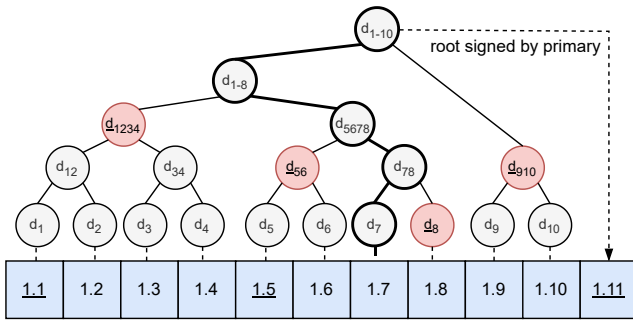 d1-10
root signed by primary
d1-8
d1234
d5678
d12
d34
d56
d78
d910
d1
d2
d3
d4
d5
d6
d7
d8
d9
d10
1.1
1.2
1.3
1.4
1.5
1.6
1.7
1.8
1.9
1.10
1.11